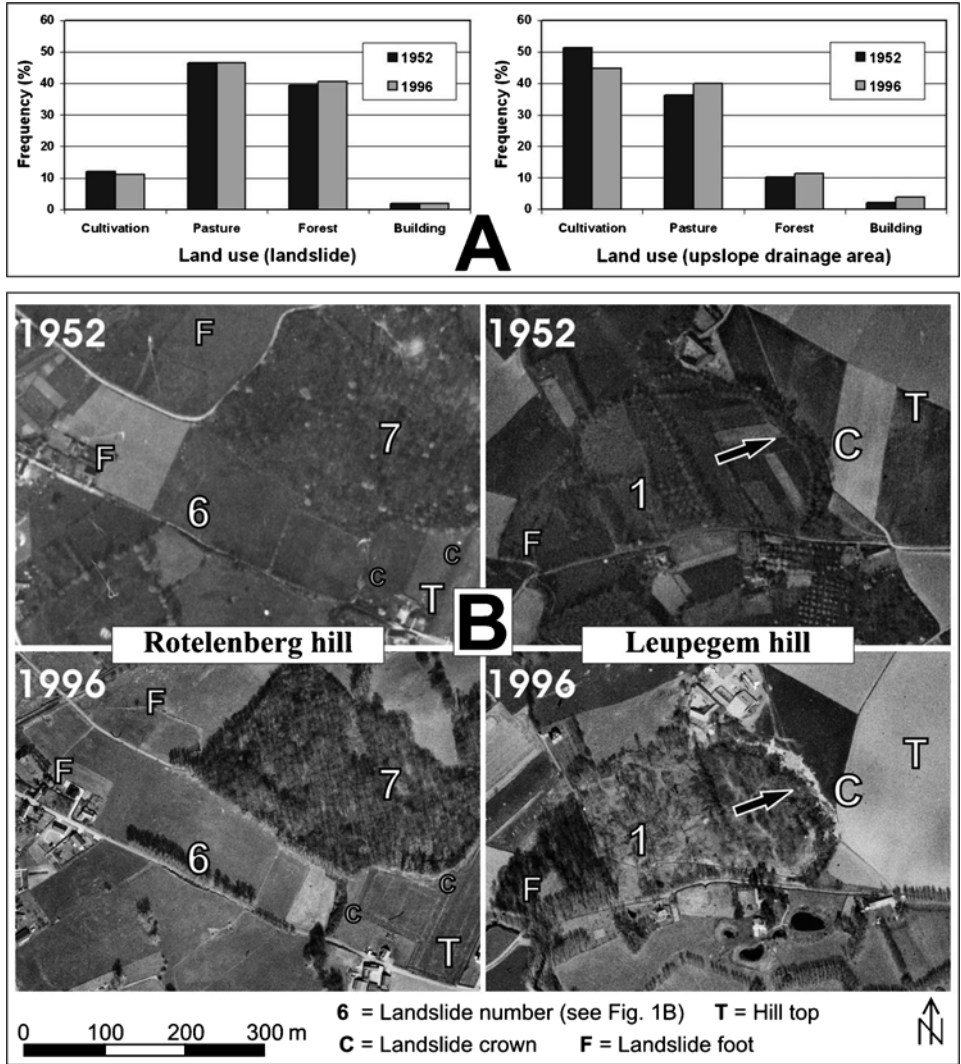 60
50
40
30
20
10
0
Frequency (%)
1952
1996
Cultivation Pasture Forest Building
Land use (landslide)
60
50
40
30
20
10
0
Frequency (%)
1952
1996
Cultivation Pasture Forest Building
Land use (upslope drainage area)
A
1952
F
7
F
6
C
C
T
1952
T
C
1
F
B
Rotelenberg hill
Leupegem hill
1996
F
F
7
6
C
C
T
1996
T
C
1
F
0 100 200 300 m
6 = Landslide number (see Fig. 1B) T = Hill top
C = Landslide crown F = Landslide foot
N